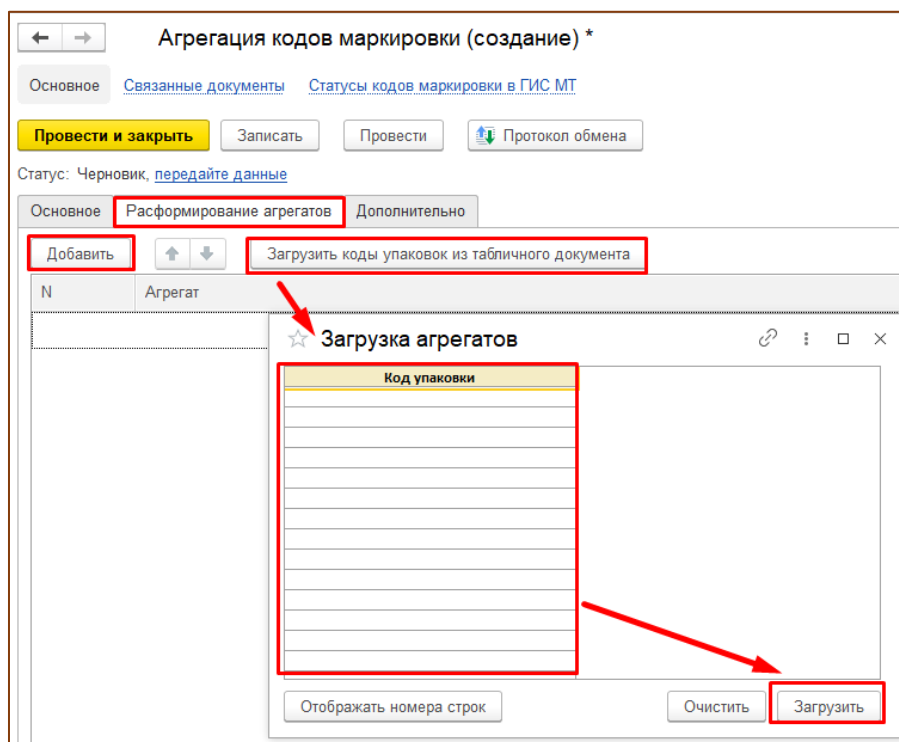 Агрегация кодов маркировки (создание) *
Основное Связанные документы Статусы кодов маркировки в ГИС МТ
Провести и закрыть Записать Провести Протокол обмена
Статус: Черновик, передайте данные
Основное Расформирование агрегатов Дополнительно
Добавить Загрузить коды упаковок из табличного документа
N Агрегат
Загрузка агрегатов
Код упаковки
Отображать номера строк Очистить Загрузить